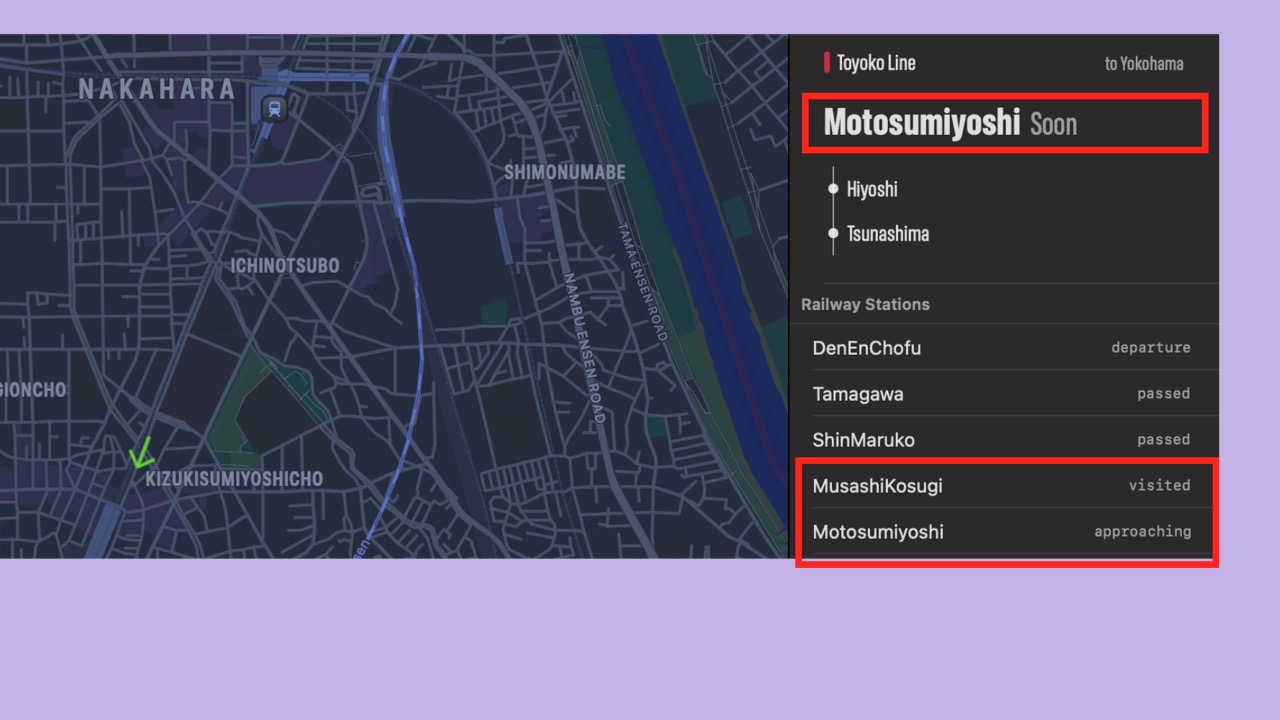 NAKAHARA
SHIMONUMABE
ICHINOTSUBO
TAMA ENSEN ROAD
NAMBU ENSEN ROAD
GIONCHO
KIZUKISUMIYOSHICHO
sen
Toyoko Line to Yokohama
Motosumiyoshi Soon
Hiyoshi
Tsunashima
Railway Stations
DenEnChofu departure
Tamagawa passed
ShinMaruko passed
MusashiKosugi visited
Motosumiyoshi approaching